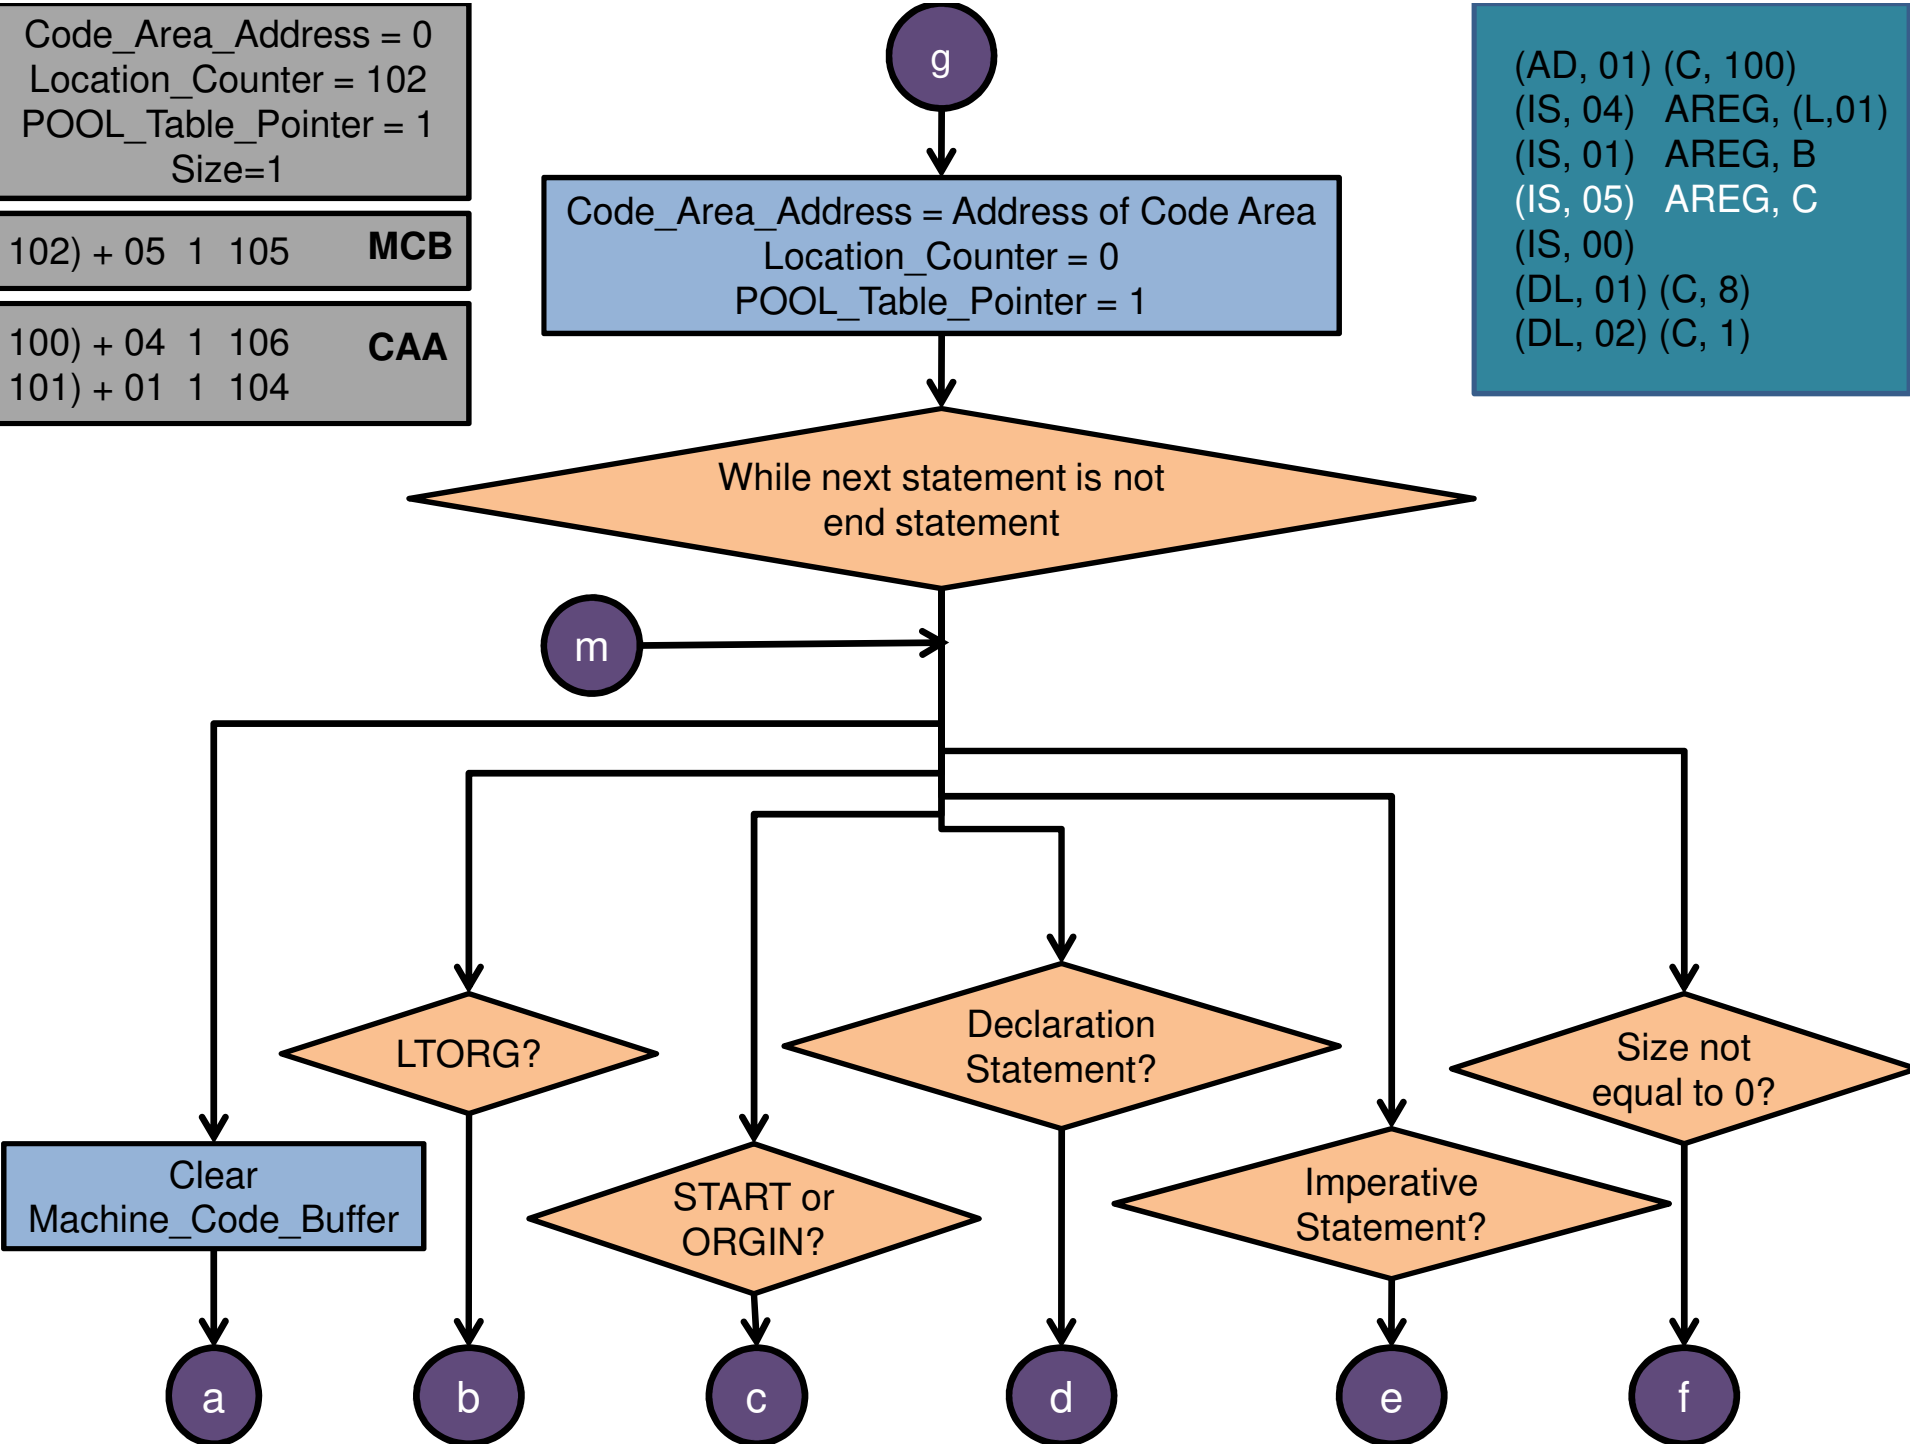 Code_Area_Address = 0
Location_Counter = 102
POOL_Table_Pointer = 1
Size=1
102) + 05 1 105 MCB
100) + 04 1 106 CAA
101) + 01 1 104
g
Code_Area_Address = Address of Code Area
Location_Counter = 0
POOL_Table_Pointer = 1
(AD, 01) (C, 100)
(IS, 04) AREG, (L,01)
(IS, 01) AREG, B
(IS, 05) AREG, C
(IS, 00)
(DL, 01) (C, 8)
(DL, 02) (C, 1)
While next statement is not
end statement
m
Clear
Machine_Code_Buffer
LTORG?
START or
ORGIN?
Declaration
Statement?
Imperative
Statement?
Size not
equal to 0?
a
b
c
d
e
f